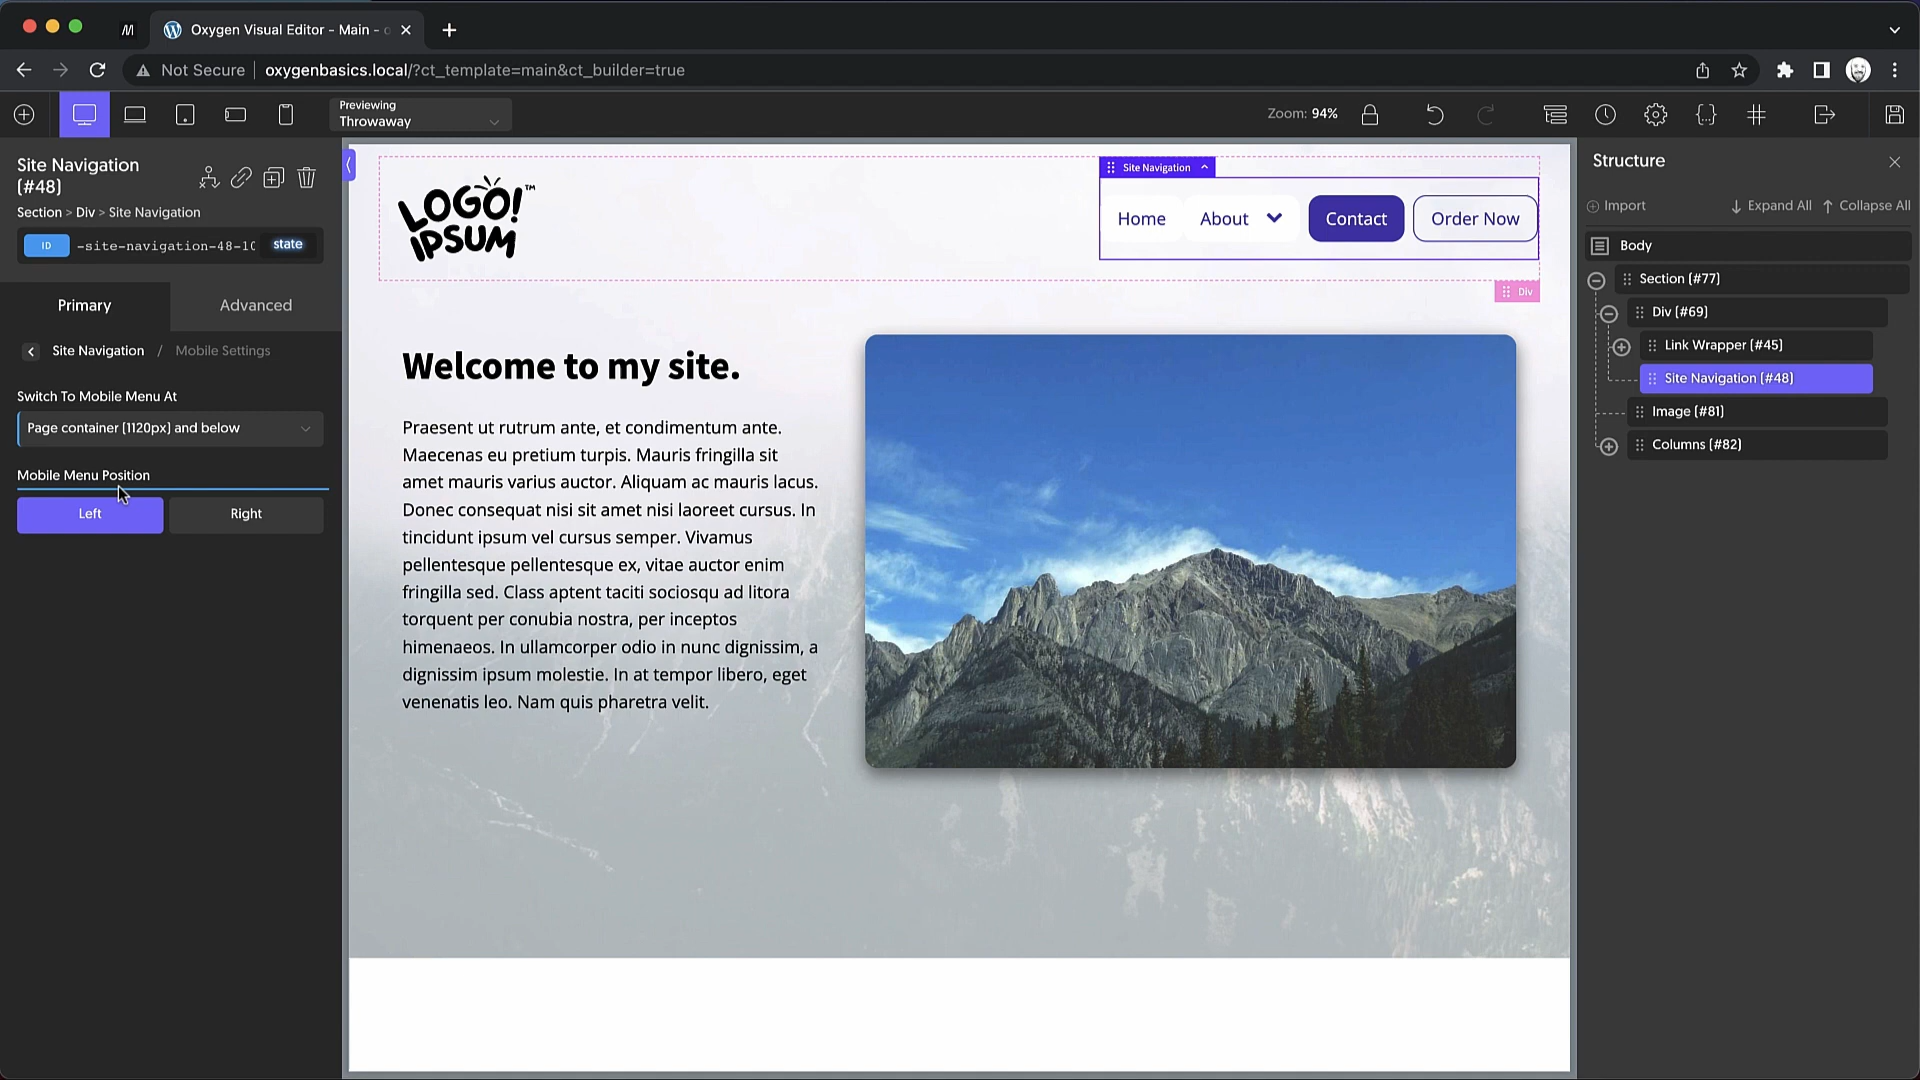 Oxygen Visual Editor - Main -
Not Secure
oxygenbasics.local/?ct_template=main&ct_builder=true
Previewing
Throwaway
Zoom: 94%
Site Navigation
(#48)
Section > Div > Site Navigation
ID
-site-navigation-48-10
state
Primary
Advanced
Site Navigation / Mobile Settings
Switch To Mobile Menu At
Page container (1120px) and below
Mobile Menu Position
Left
Right
LOGO!™
IPSUM
Site Navigation
Home
About
Contact
Order Now
Div
Welcome to my site.
Praesent ut rutrum ante, et condimentum ante.
Maecenas eu pretium turpis. Mauris fringilla sit
amet mauris varius auctor. Aliquam ac mauris lacus.
Donec consequat nisi sit amet nisi laoreet cursus. In
tincidunt ipsum vel cursus semper. Vivamus
pellentesque pellentesque ex, vitae auctor enim
fringilla sed. Class aptent taciti sociosqu ad litora
torquent per conubia nostra, per inceptos
himenaeos. In ullamcorper odio in nunc dignissim, a
dignissim ipsum molestie. In at tempor libero, eget
venenatis leo. Nam quis pharetra velit.
Structure
Import
Expand All
Collapse All
Body
Section (#77)
Div (#69)
Link Wrapper (#45)
Site Navigation (#48)
Image (#81)
Columns (#82)